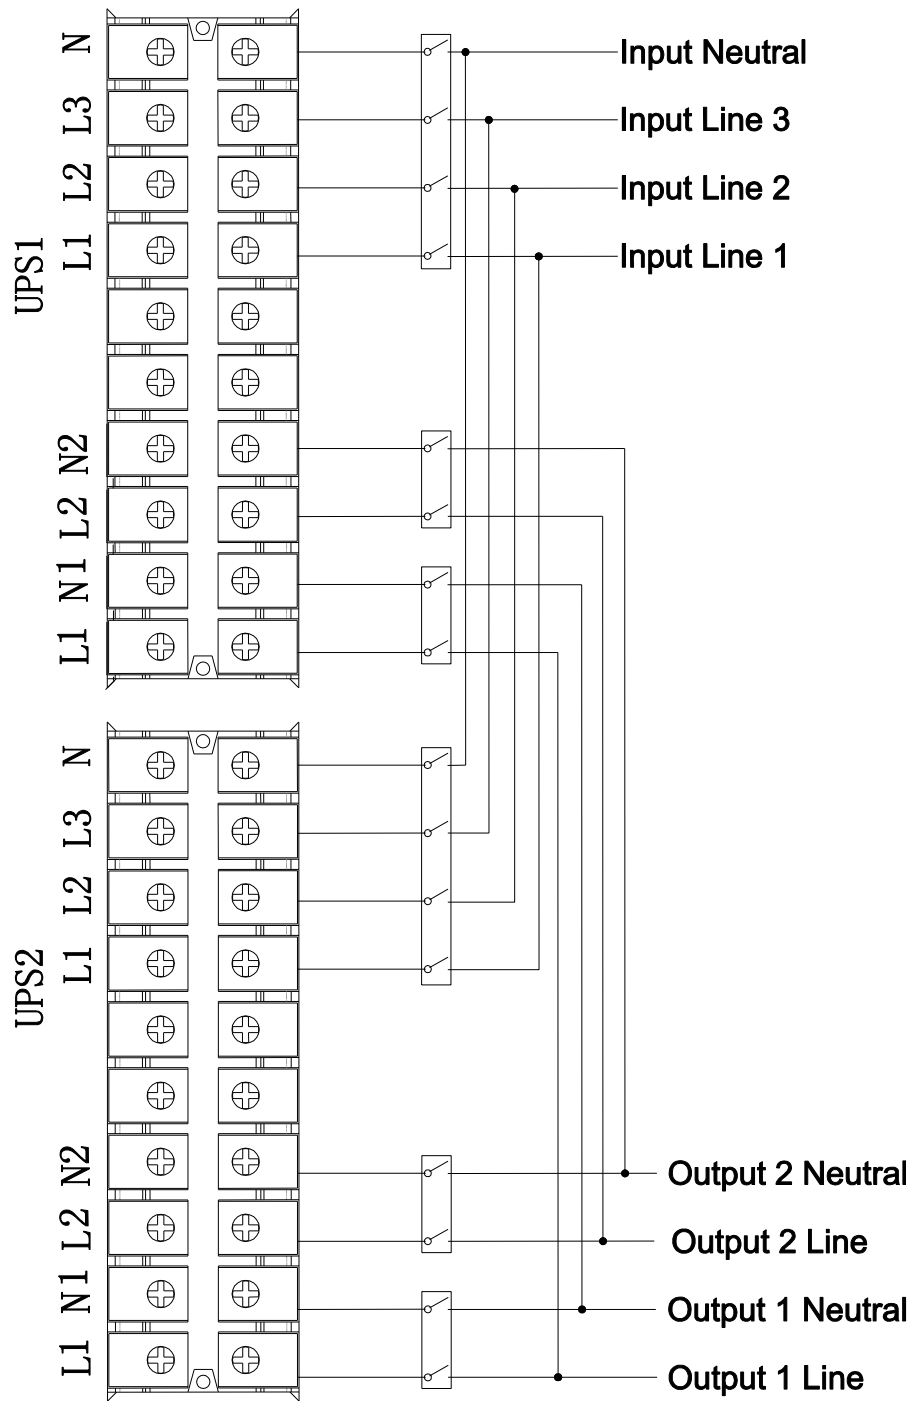 N
Input Neutral
L3
Input Line 3
L2
Input Line 2
L1
Input Line 1
UPS1
N2
L2
N1
L1
N
L3
L2
L1
UPS2
N2
Output 2 Neutral
L2
Output 2 Line
N1
Output 1 Neutral
L1
Output 1 Line